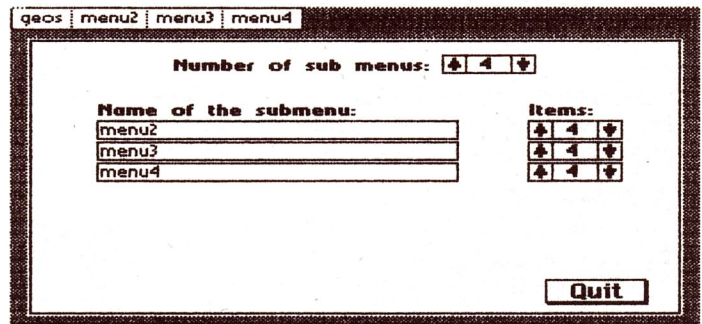 geos menu2 menu3 menu4
Number of sub menus: 4
Name of the submenu: Items:
menu2 4
menu3 4
menu4 4
Quit